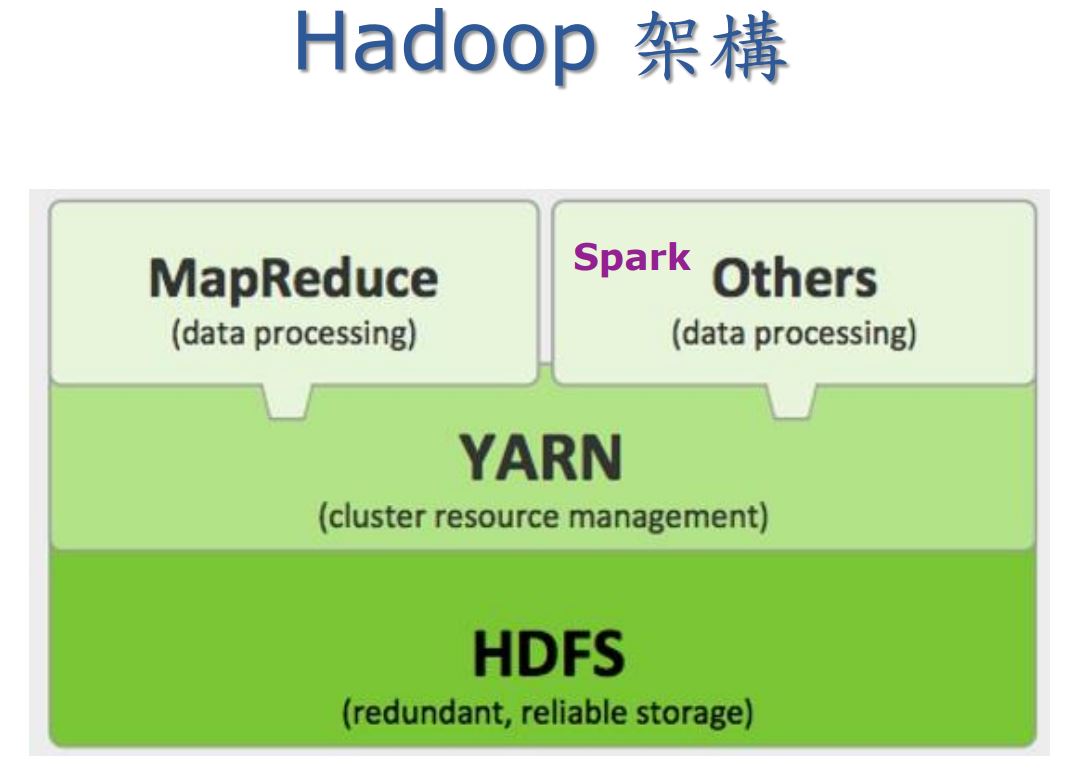 Hadoop 架構
MapReduce
(data processing)
Spark
Others
(data processing)
YARN
(cluster resource management)
HDFS
(redundant, reliable storage)